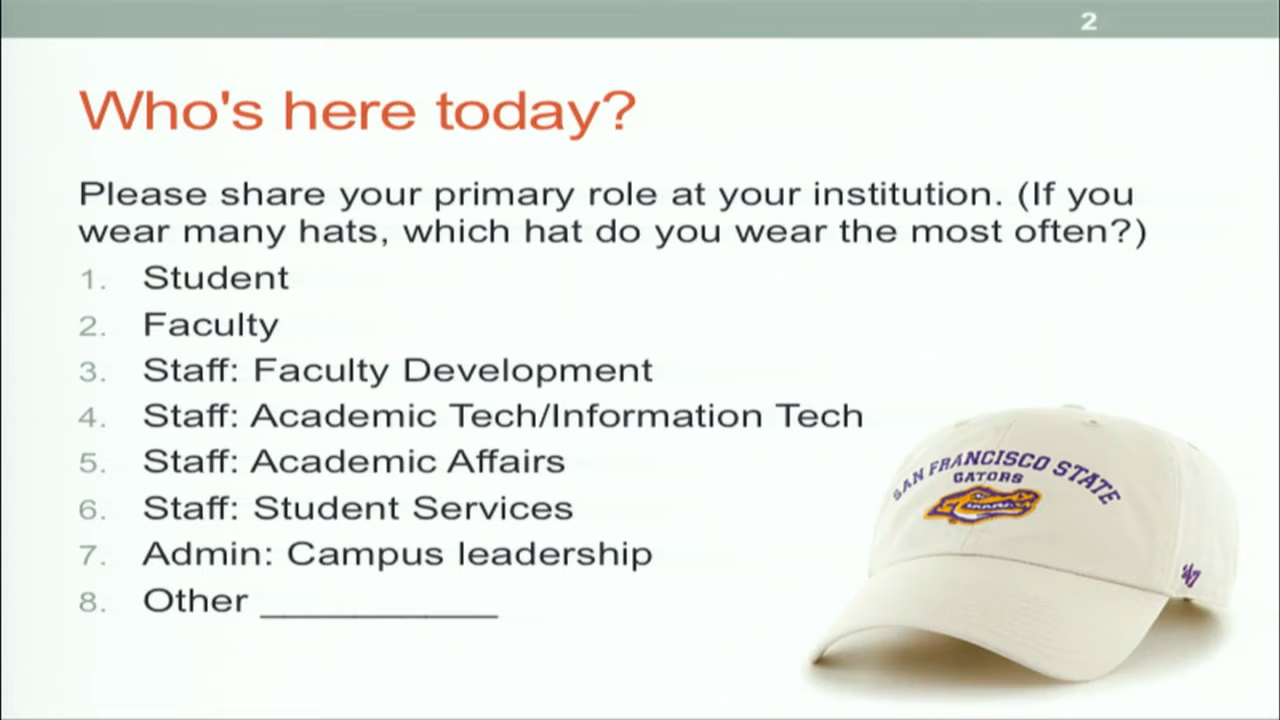 2
Who's here today?
Please share your primary role at your institution. (If you
wear many hats, which hat do you wear the most often?)
1. Student
2. Faculty
3. Staff: Faculty Development
4. Staff: Academic Tech/Information Tech
5. Staff: Academic Affairs
6. Staff: Student Services
7. Admin: Campus leadership
8. Other ______________
SAN FRANCISCO STATE
GATORS
'47